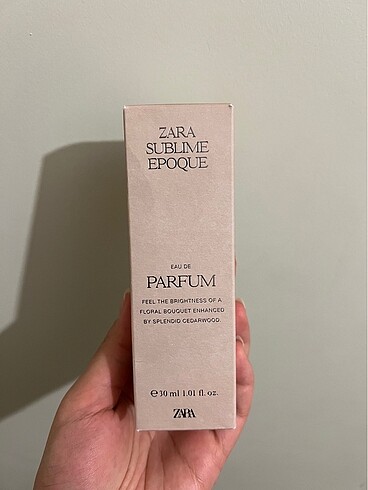 ZARA
SUBLIME
EPOQUE
EAU DE
PARFUM
FEEL THE BRIGHTNESS OF A
FLORAL BOUQUET ENHANCED
BY SPLENDID CEDARWOOD.
℮30 ml 1.01 fl. oz.
ZARA